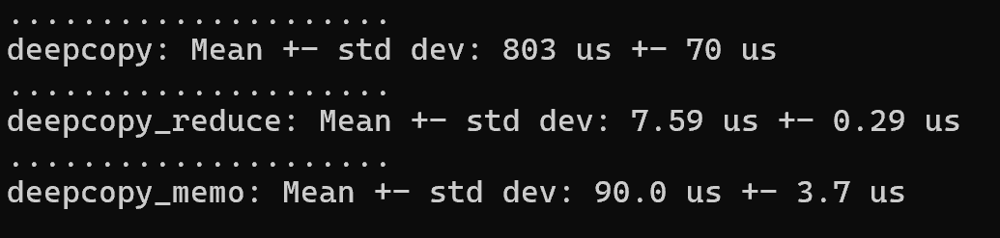 .....................
deepcopy: Mean +- std dev: 803 us +- 70 us
.....................
deepcopy_reduce: Mean +- std dev: 7.59 us +- 0.29 us
.....................
deepcopy_memo: Mean +- std dev: 90.0 us +- 3.7 us